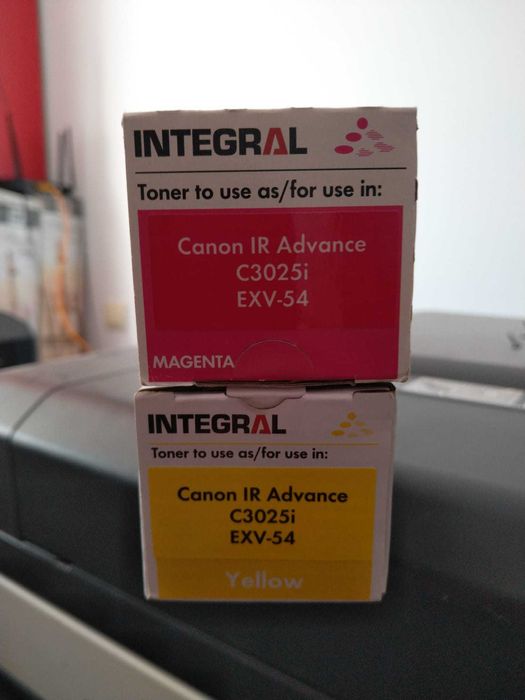 INTEGRAL
Toner to use as/for use in:
Canon IR Advance
C3025i
EXV-54
MAGENTA
INTEGRAL
Toner to use as/for use in:
Canon IR Advance
C3025i
EXV-54
Yellow